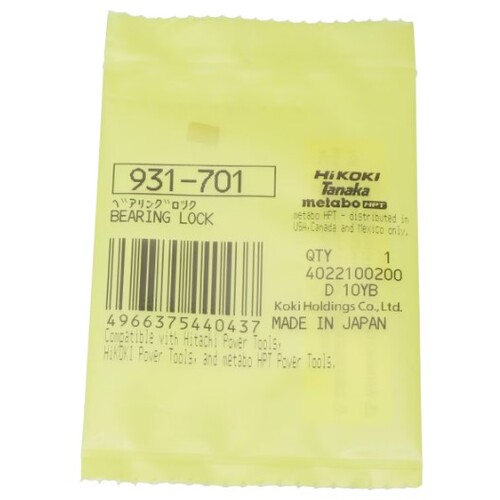 931-701
ベアリングロツク
BEARING LOCK
4966375440437
Compatible with Hitachi Power Tools,
HiKOKI Power Tools, and metabo HPT Power Tools.
HiKOKI
Tanaka
metabo HPT
metabo HPT - distributed in
USA, Canada and Mexico only.
QTY 1
4022100200
D 10YB
Koki Holdings Co., Ltd.
MADE IN JAPAN